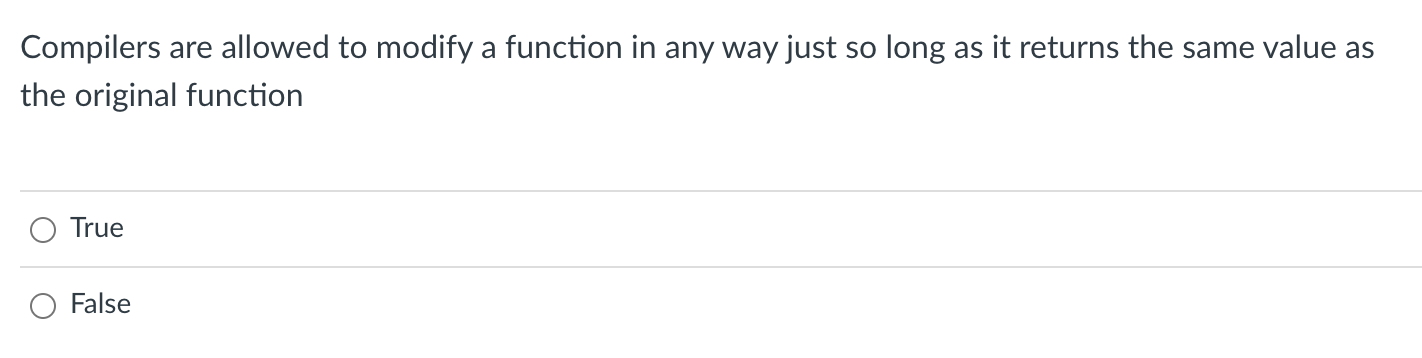 Compilers are allowed to modify a function in any way just so long as it returns the same value as
the original function
True
False